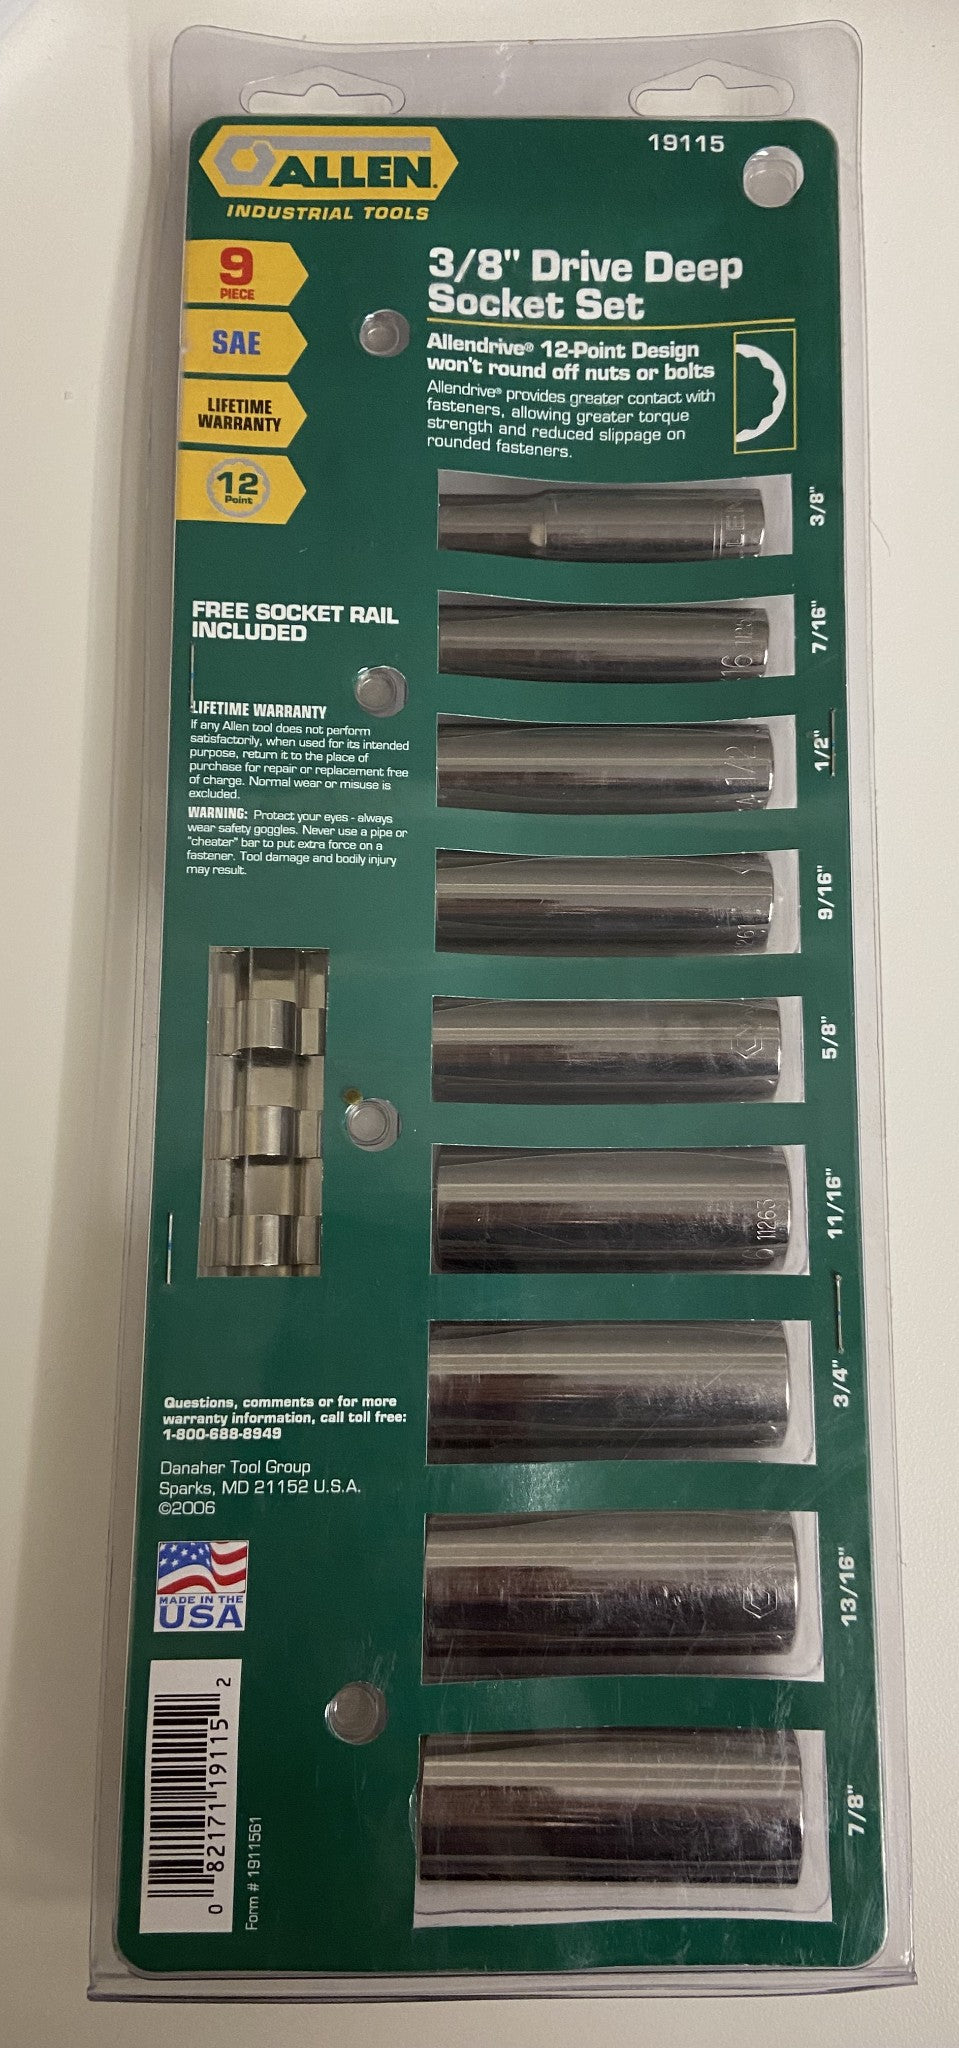 ALLEN
INDUSTRIAL TOOLS
19115
9
PIECE
SAE
LIFETIME
WARRANTY
12
Point
3/8" Drive Deep
Socket Set
Allendrive® 12-Point Design
won't round off nuts or bolts
Allendrive® provides greater contact with
fasteners, allowing greater torque
strength and reduced slippage on
rounded fasteners.
3/8"
7/16"
1/2"
9/16"
5/8"
11/16"
3/4"
13/16"
7/8"
1/2
11263
FREE SOCKET RAIL
INCLUDED
LIFETIME WARRANTY
If any Allen tool does not perform
satisfactorily, when used for its intended
purpose, return it to the place of
purchase for repair or replacement free
of charge. Normal wear or misuse is
excluded.
WARNING: Protect your eyes - always
wear safety goggles. Never use a pipe or
"cheater" bar to put extra force on a
fastener. Tool damage and bodily injury
may result.
Questions, comments or for more
warranty information, call toll free:
1-800-688-8949
Danaher Tool Group
Sparks, MD 21152 U.S.A.
©2006
MADE IN THE
USA
0 82171 19115 2
Form # 1911561